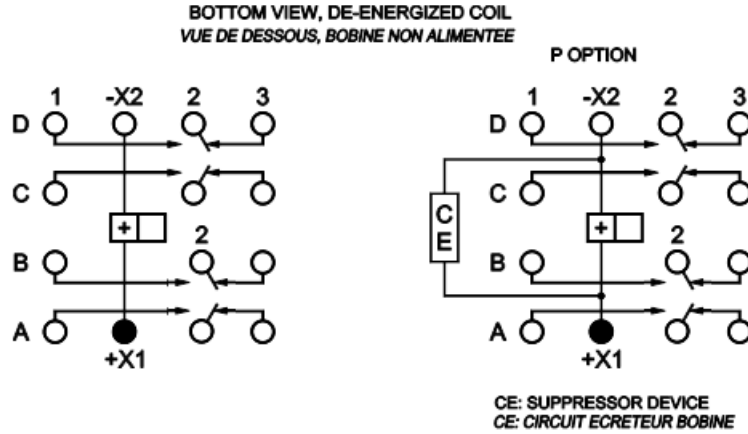 BOTTOM VIEW, DE-ENERGIZED COIL
VUE DE DESSOUS, BOBINE NON ALIMENTEE
P OPTION
1 -X2 2 3
D
C
+
2
B
A
+X1
1 -X2 2 3
D
C
C E
+
2
B
A
+X1
CE: SUPPRESSOR DEVICE
CE: CIRCUIT ECRETEUR BOBINE